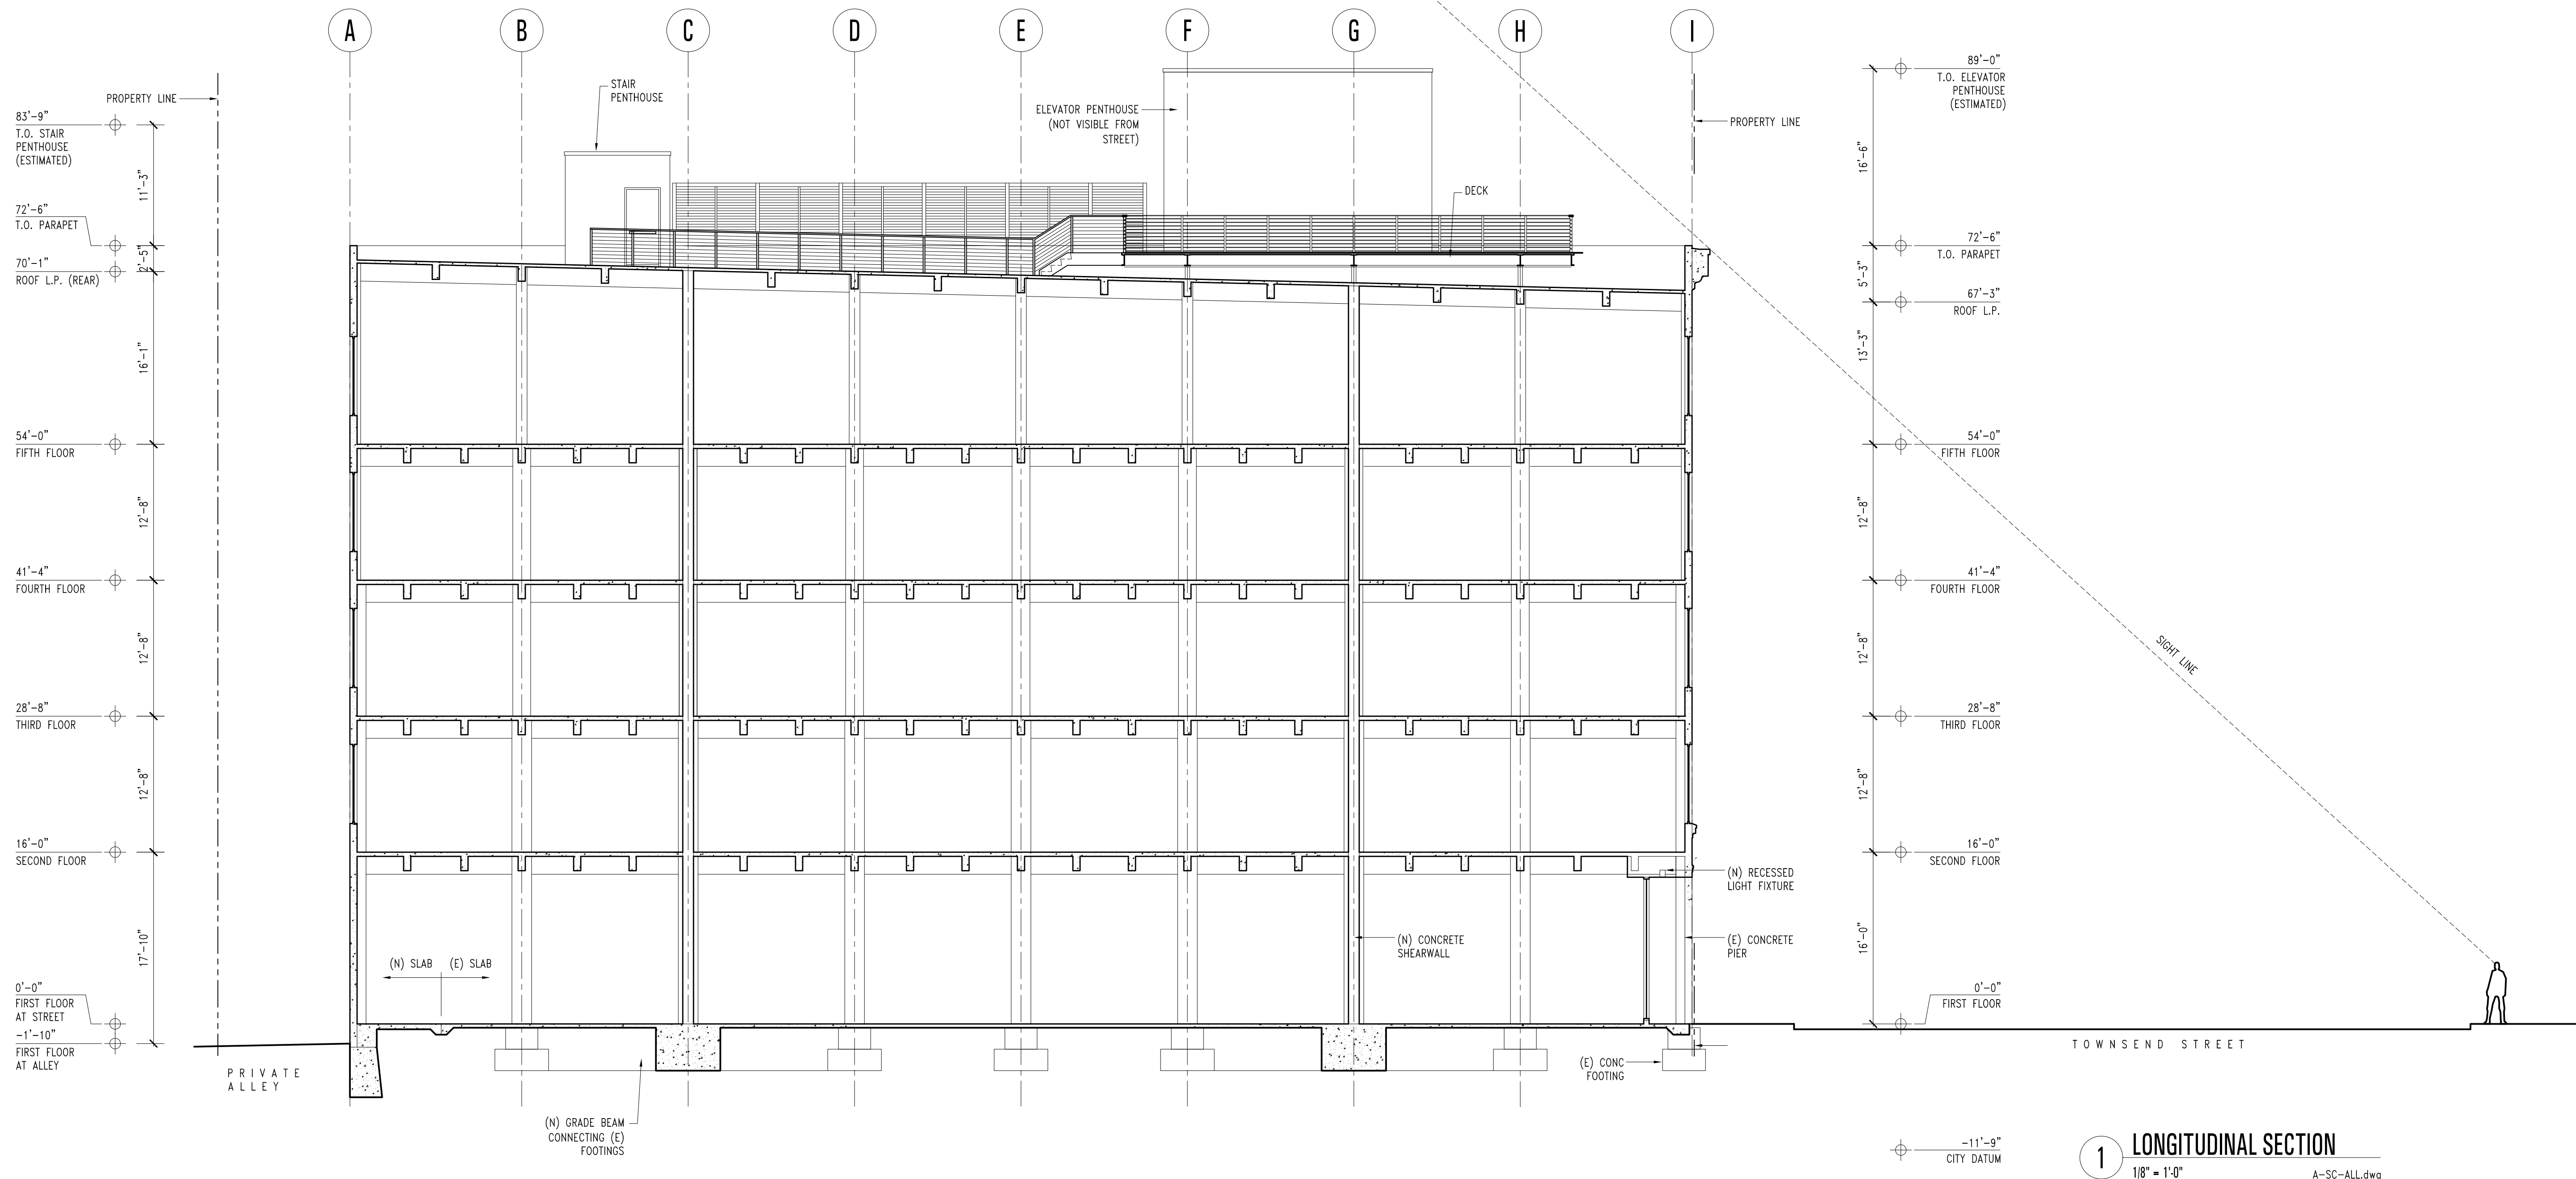 A
B
C
D
E
F
G
H
I
PROPERTY LINE
83'-9"
T.O. STAIR
PENTHOUSE
(ESTIMATED)
11'-3"
72'-6"
T.O. PARAPET
2'-5"
70'-1"
ROOF L.P. (REAR)
16'-1"
54'-0"
FIFTH FLOOR
12'-8"
41'-4"
FOURTH FLOOR
12'-8"
28'-8"
THIRD FLOOR
12'-8"
16'-0"
SECOND FLOOR
17'-10"
0'-0"
FIRST FLOOR
AT STREET
-1'-10"
FIRST FLOOR
AT ALLEY
PRIVATE
ALLEY
STAIR
PENTHOUSE
ELEVATOR PENTHOUSE
(NOT VISIBLE FROM
STREET)
DECK
PROPERTY LINE
(N) SLAB
(E) SLAB
(N) GRADE BEAM
CONNECTING (E)
FOOTINGS
(N) CONCRETE
SHEARWALL
(N) RECESSED
LIGHT FIXTURE
(E) CONCRETE
PIER
(E) CONC
FOOTING
89'-0"
T.O. ELEVATOR
PENTHOUSE
(ESTIMATED)
16'-6"
72'-6"
T.O. PARAPET
5'-3"
67'-3"
ROOF L.P.
13'-3"
54'-0"
FIFTH FLOOR
12'-8"
41'-4"
FOURTH FLOOR
12'-8"
28'-8"
THIRD FLOOR
12'-8"
16'-0"
SECOND FLOOR
16'-0"
0'-0"
FIRST FLOOR
SIGHT LINE
TOWNSEND STREET
-11'-9"
CITY DATUM
1
LONGITUDINAL SECTION
1/8" = 1'-0"
A-SC-ALL.dwg